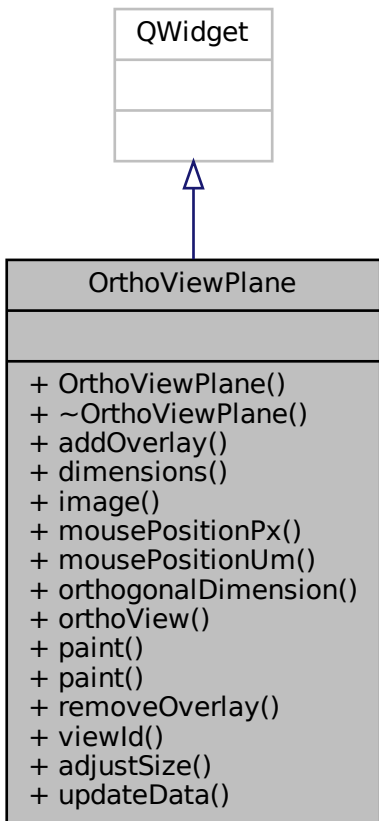 QWidget
OrthoViewPlane
+ OrthoViewPlane()
+ ~OrthoViewPlane()
+ addOverlay()
+ dimensions()
+ image()
+ mousePositionPx()
+ mousePositionUm()
+ orthogonalDimension()
+ orthoView()
+ paint()
+ paint()
+ removeOverlay()
+ viewId()
+ adjustSize()
+ updateData()